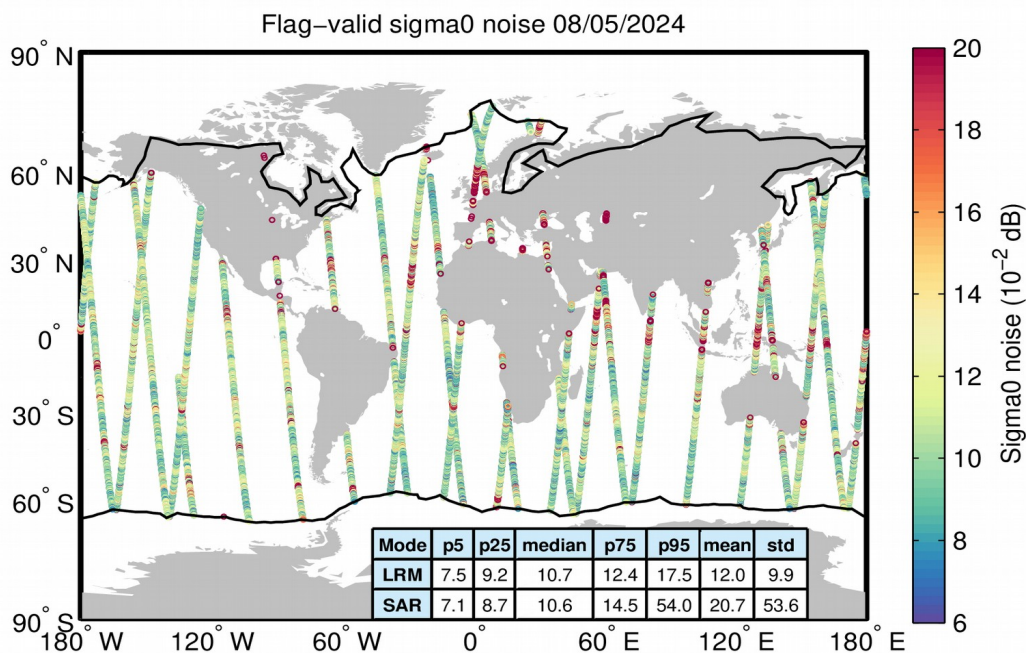 Flag−valid sigma0 noise 08/05/2024
90° N
60° N
30° N
0°
30° S
60° S
90° S
180° W 120° W 60° W 0° 60° E 120° E 180° E
Mode p5 p25 median p75 p95 mean std
LRM 7.5 9.2 10.7 12.4 17.5 12.0 9.9
SAR 7.1 8.7 10.6 14.5 54.0 20.7 53.6
20
18
16
14
12
10
8
6
Sigma0 noise (10⁻² dB)